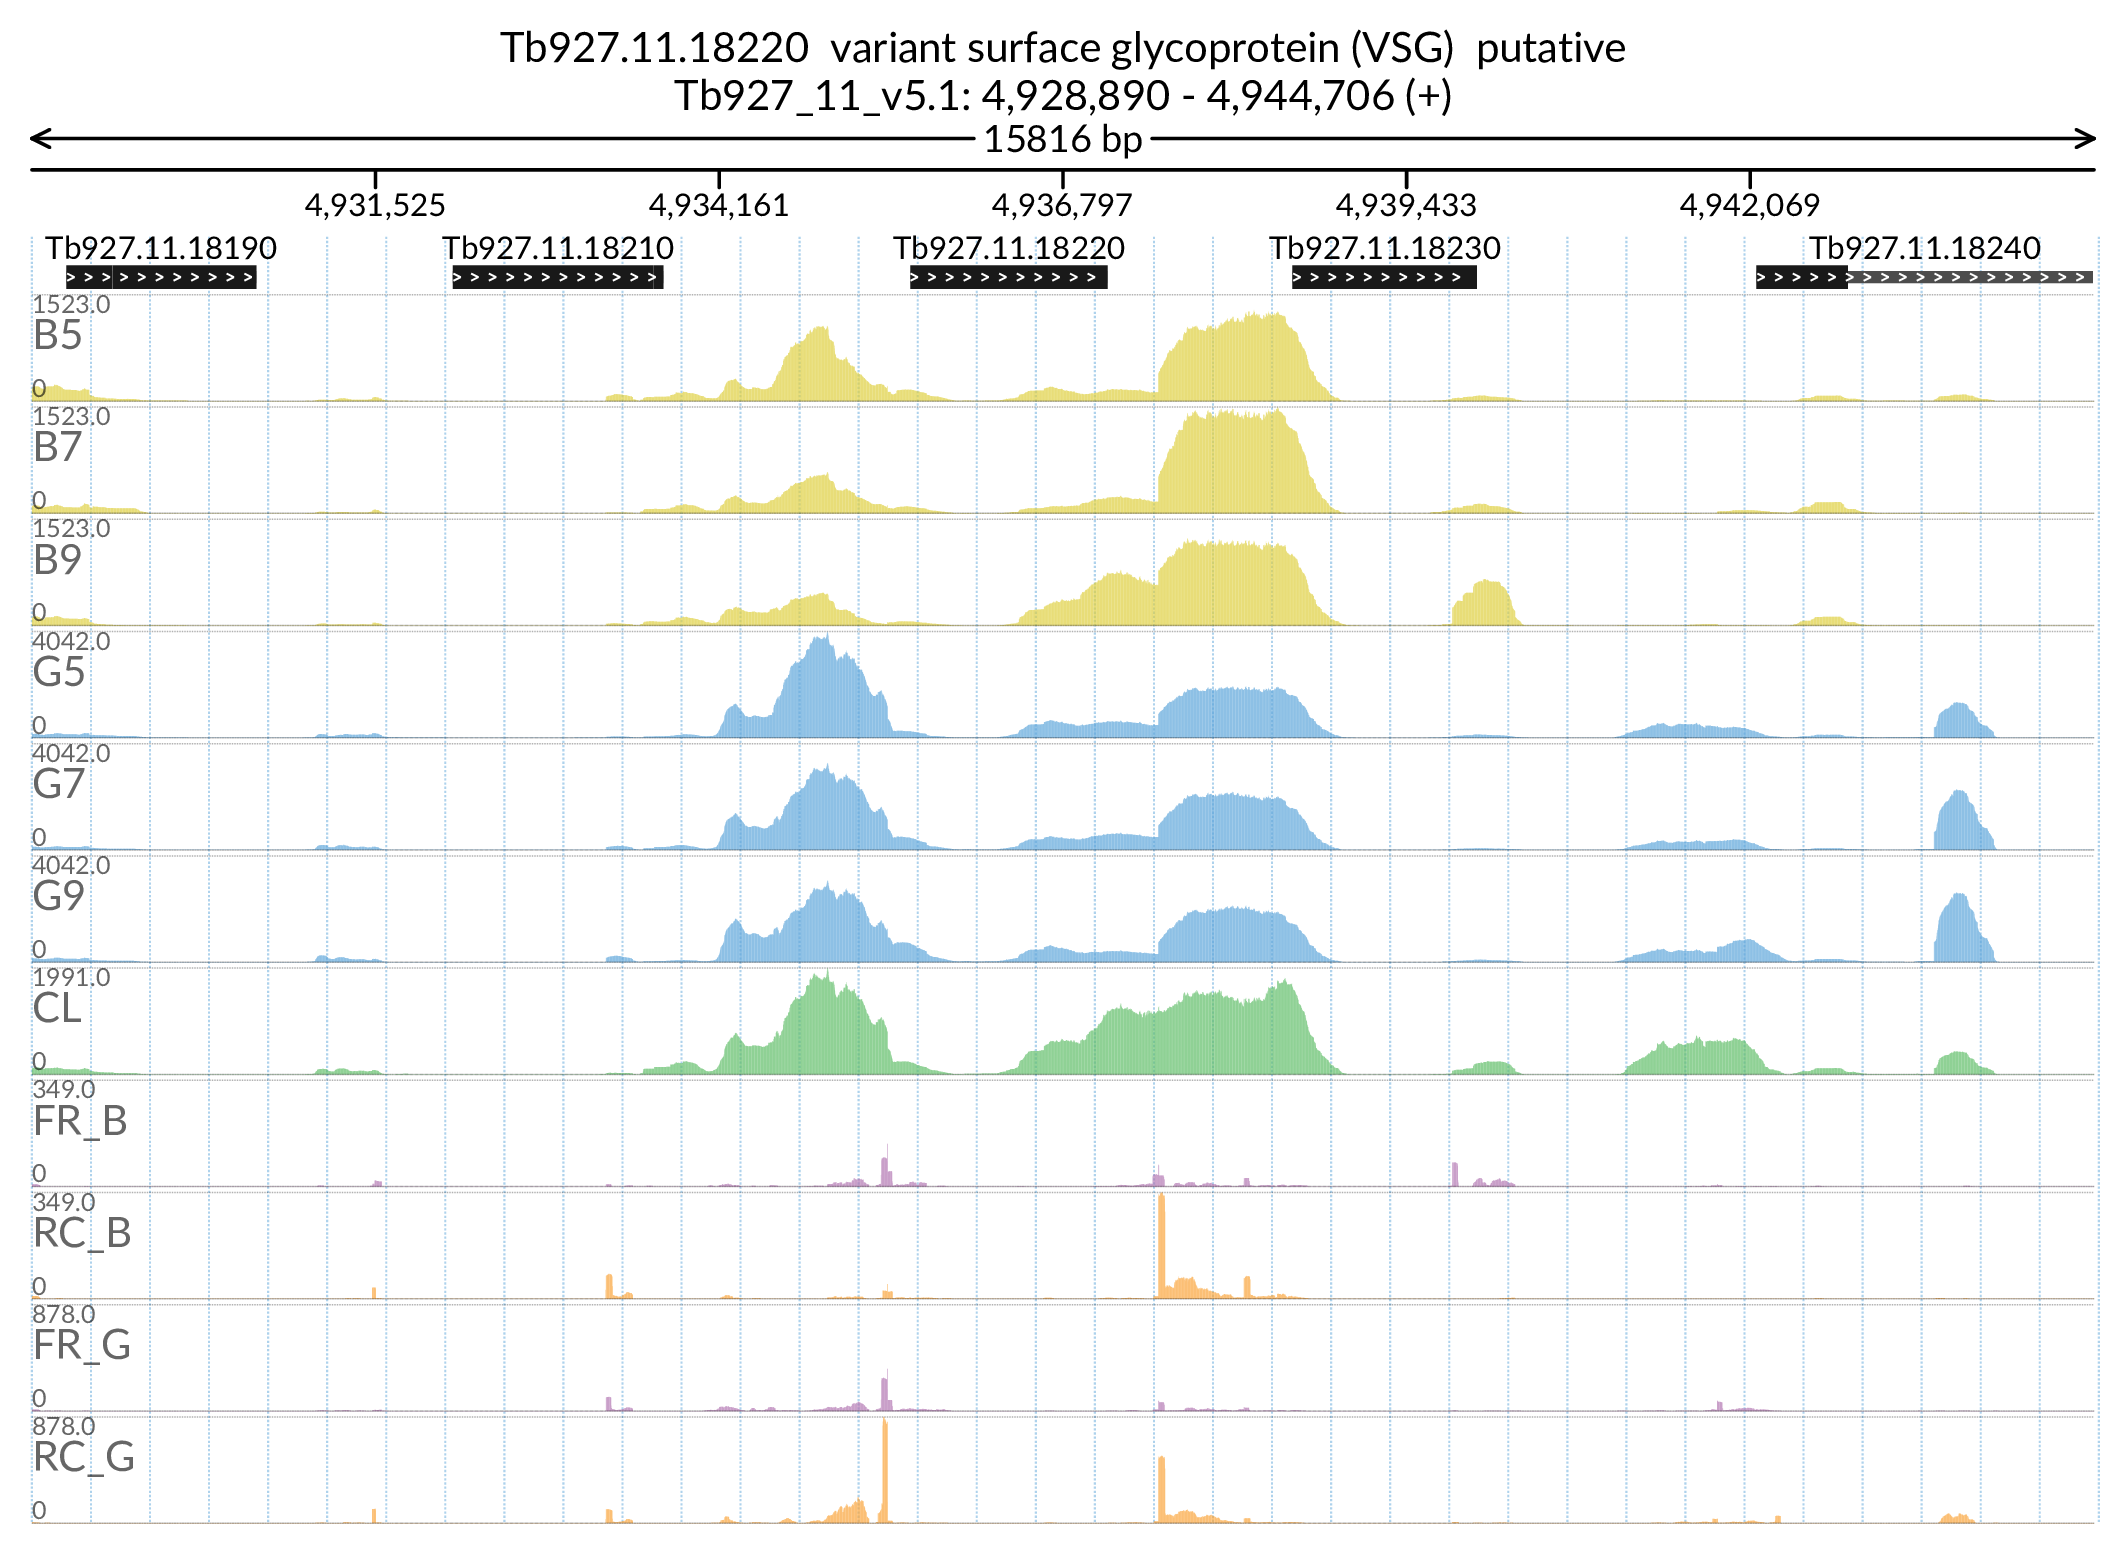 Tb927.11.18220  variant surface glycoprotein (VSG)  putative
Tb927_11_v5.1: 4,928,890 - 4,944,706 (+)
15816 bp
4,931,525 4,934,161 4,936,797 4,939,433 4,942,069
Tb927.11.18190 Tb927.11.18210 Tb927.11.18220 Tb927.11.18230 Tb927.11.18240
1523.0
B5
0
1523.0
B7
0
1523.0
B9
0
4042.0
G5
0
4042.0
G7
0
4042.0
G9
0
1991.0
CL
0
349.0
FR_B
0
349.0
RC_B
0
878.0
FR_G
0
878.0
RC_G
0